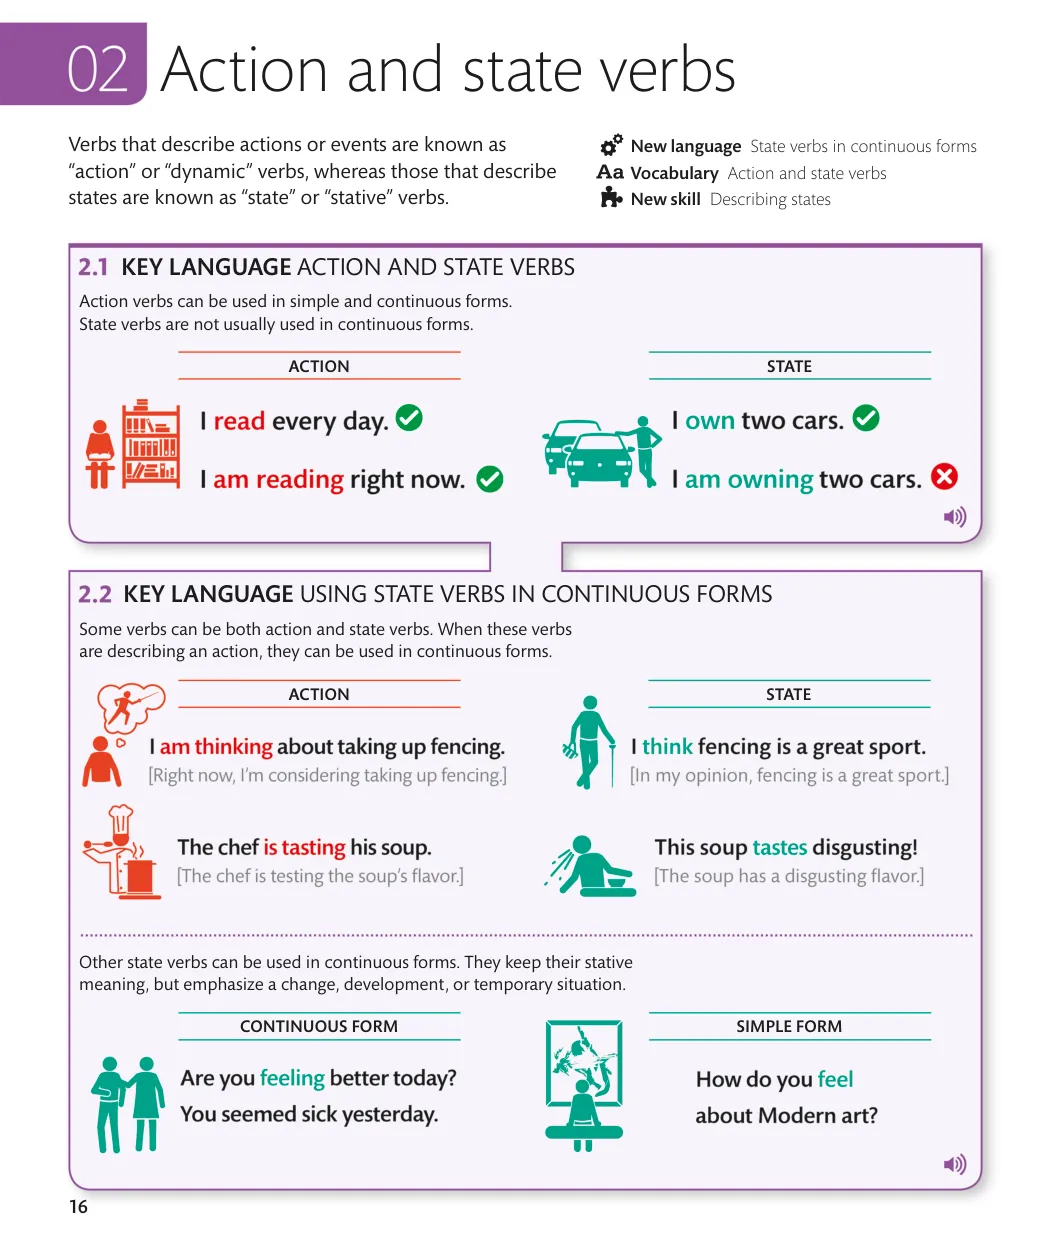 02 Action and state verbs
Verbs that describe actions or events are known as
“action” or “dynamic” verbs, whereas those that describe
states are known as “state” or “stative” verbs.
New language State verbs in continuous forms
Aa Vocabulary Action and state verbs
New skill Describing states
2.1 KEY LANGUAGE ACTION AND STATE VERBS
Action verbs can be used in simple and continuous forms.
State verbs are not usually used in continuous forms.
ACTION
I read every day.
I am reading right now.
STATE
I own two cars.
I am owning two cars.
2.2 KEY LANGUAGE USING STATE VERBS IN CONTINUOUS FORMS
Some verbs can be both action and state verbs. When these verbs
are describing an action, they can be used in continuous forms.
ACTION
I am thinking about taking up fencing.
[Right now, I’m considering taking up fencing.]
The chef is tasting his soup.
[The chef is testing the soup’s flavor.]
STATE
I think fencing is a great sport.
[In my opinion, fencing is a great sport.]
This soup tastes disgusting!
[The soup has a disgusting flavor.]
Other state verbs can be used in continuous forms. They keep their stative
meaning, but emphasize a change, development, or temporary situation.
CONTINUOUS FORM
Are you feeling better today?
You seemed sick yesterday.
SIMPLE FORM
How do you feel
about Modern art?
16